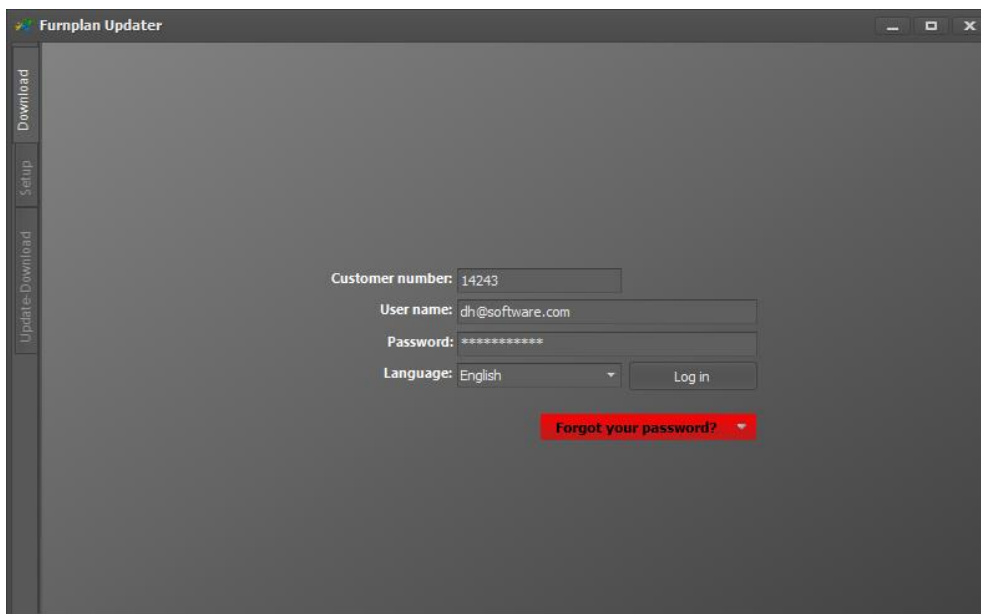 Furnplan Updater
Download
Setup
Update-Download
Customer number: 14243
User name: dh@software.com
Password: ***********
Language: English
Log in
Forgot your password?